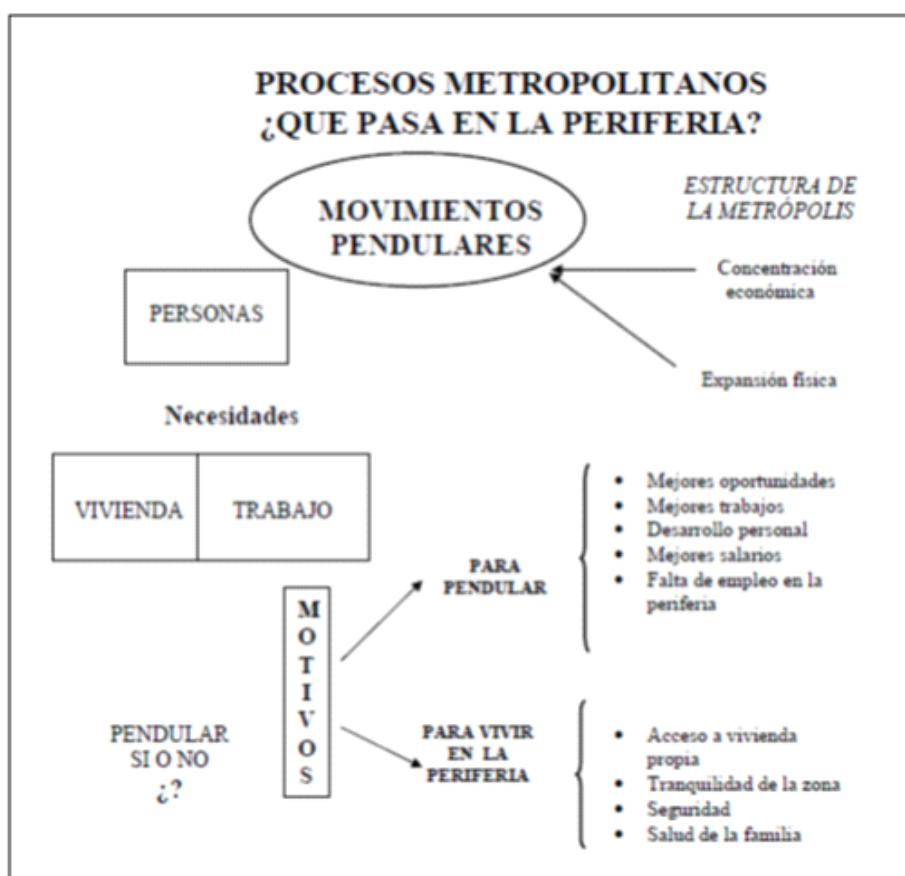 PROCESOS METROPOLITANOS
¿QUE PASA EN LA PERIFERIA?
MOVIMIENTOS
PENDULARES
ESTRUCTURA DE
LA METRÓPOLIS
Concentración
económica
Expansión física
PERSONAS
Necesidades
VIVIENDA
TRABAJO
MOTIVOS
PENDULAR
SI O NO
¿?
PARA
PENDULAR
• Mejores oportunidades
• Mejores trabajos
• Desarrollo personal
• Mejores salarios
• Falta de empleo en la
periferia
PARA VIVIR
EN LA
PERIFERIA
• Acceso a vivienda
propia
• Tranquilidad de la zona
• Seguridad
• Salud de la familia